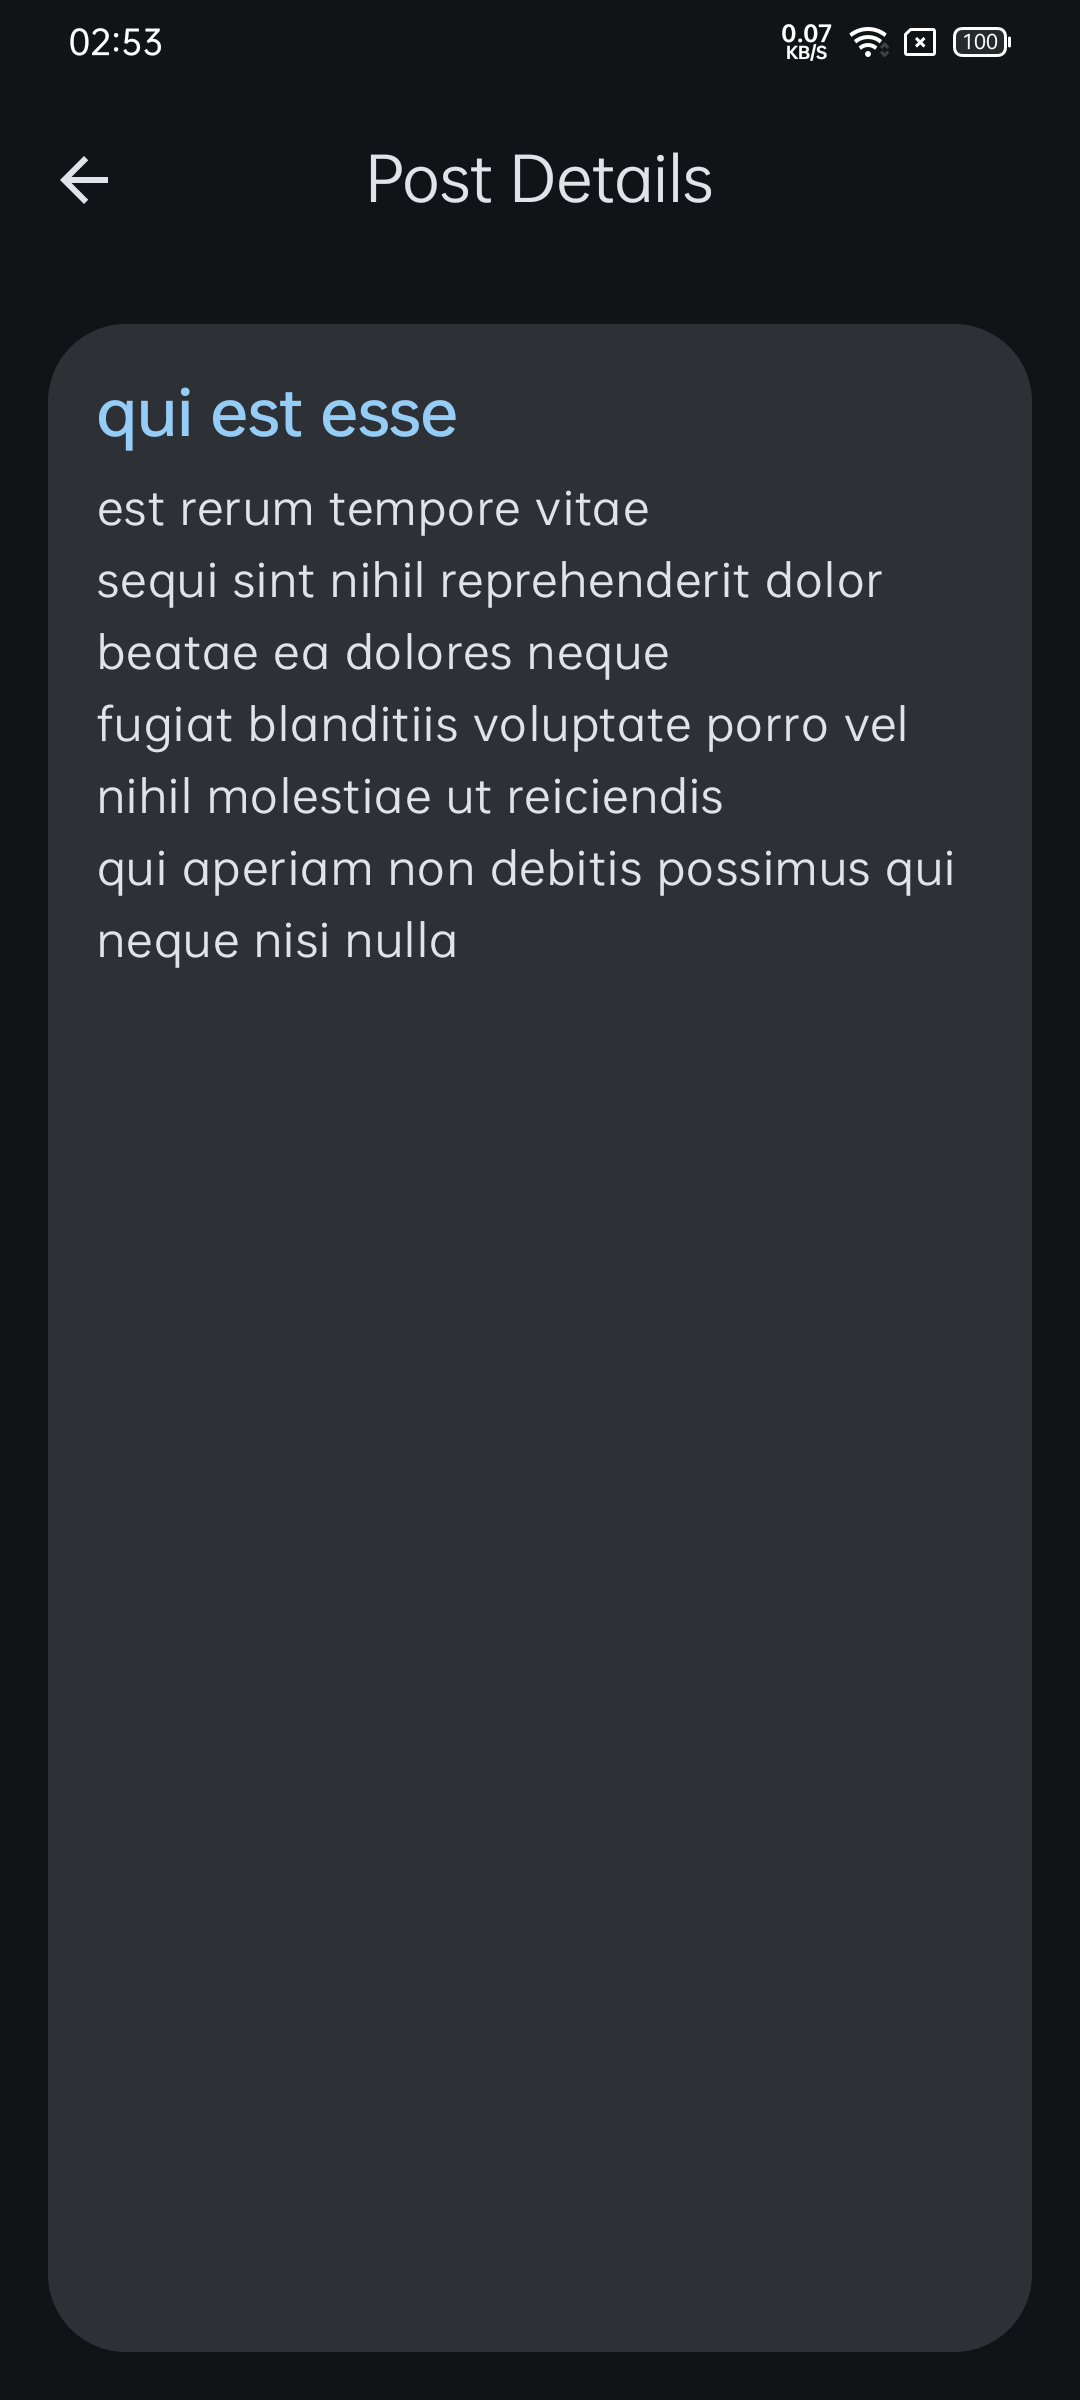 02:53
0.07
KB/S
100
Post Details
qui est esse
est rerum tempore vitae
sequi sint nihil reprehenderit dolor
beatae ea dolores neque
fugiat blanditiis voluptate porro vel
nihil molestiae ut reiciendis
qui aperiam non debitis possimus qui
neque nisi nulla